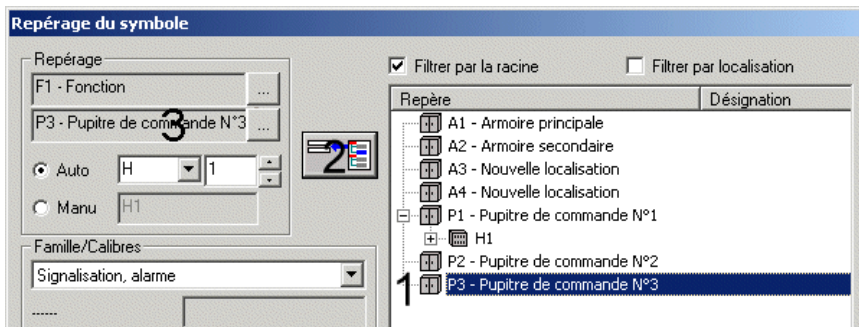 Repérage du symbole
Repérage
F1 - Fonction
...
P3 - Pupitre de commande N°3
...
3
Auto
H
1
Manu
H1
2
Famille/Calibres
Signalisation, alarme
------
Filtrer par la racine
Filtrer par localisation
Repère
Désignation
A1 - Armoire principale
A2 - Armoire secondaire
A3 - Nouvelle localisation
A4 - Nouvelle localisation
P1 - Pupitre de commande N°1
H1
P2 - Pupitre de commande N°2
1
P3 - Pupitre de commande N°3